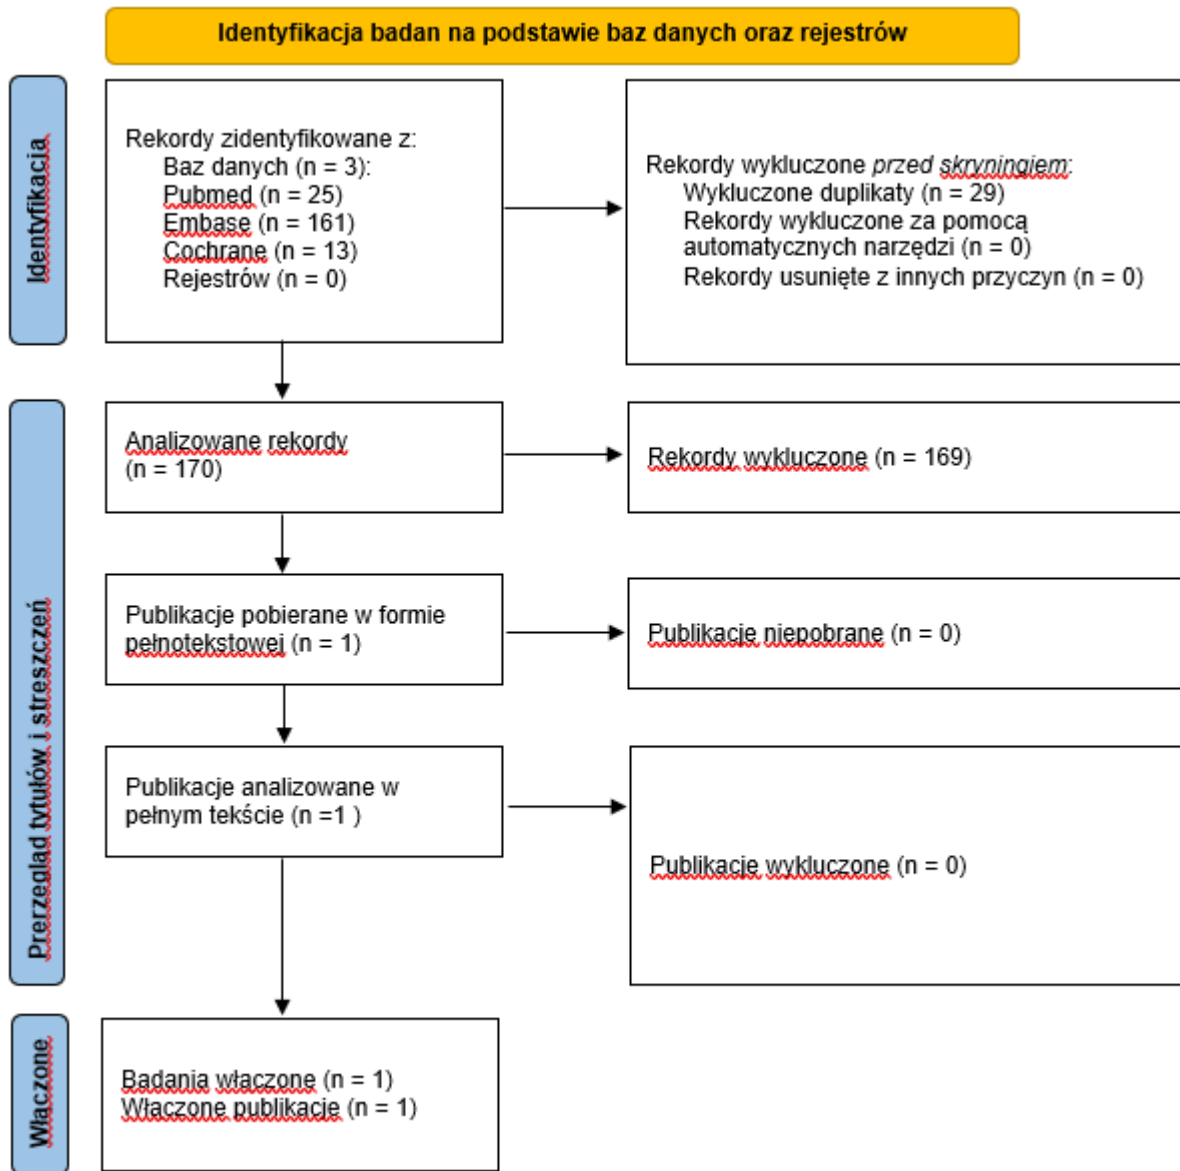 Identyfikacja badan na podstawie baz danych oraz rejestrów
Identyfikacja
Rekordy zidentyfikowane z:
Baz danych (n = 3):
Pubmed (n = 25)
Embase (n = 161)
Cochrane (n = 13)
Rejestrów (n = 0)
Rekordy wykluczone przed skryningiem:
Wykluczone duplikaty (n = 29)
Rekordy wykluczone za pomocą
automatycznych narzędzi (n = 0)
Rekordy usunięte z innych przyczyn (n = 0)
Prerzegląd tytułów i streszczeń
Analizowane rekordy
(n = 170)
Rekordy wykluczone (n = 169)
Publikacje pobierane w formie
pełnotekstowej (n = 1)
Publikacje niepobrane (n = 0)
Publikacje analizowane w
pełnym tekście (n =1 )
Publikacje wykluczone (n = 0)
Włączone
Badania włączone (n = 1)
Włączone publikacje (n = 1)